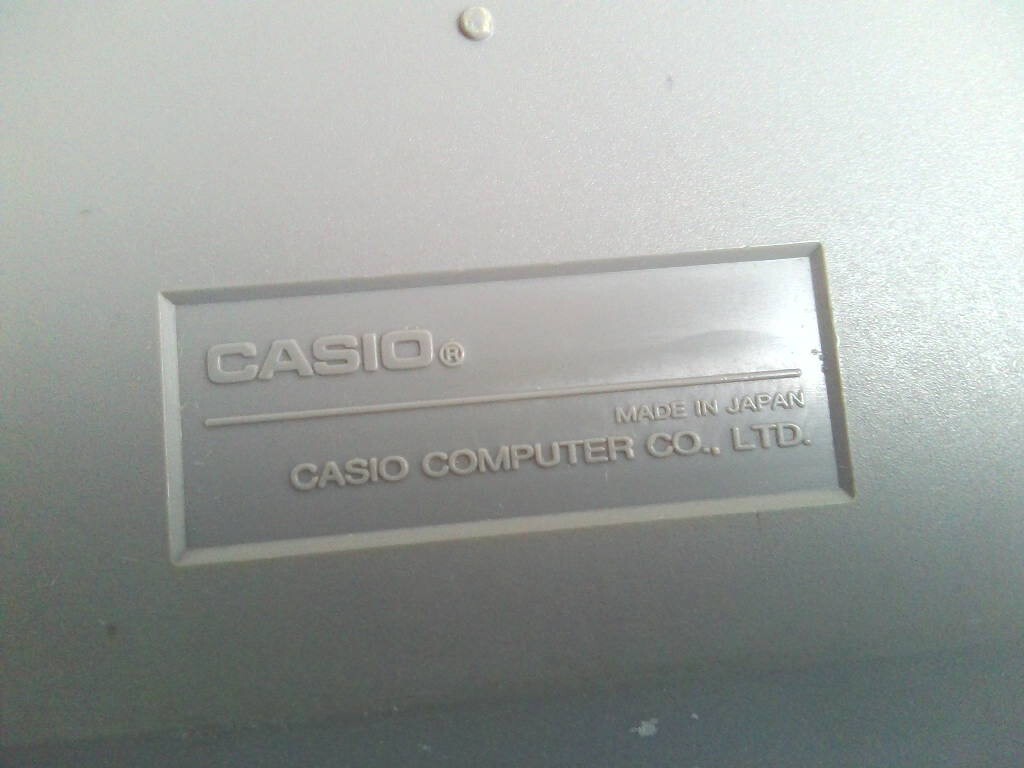 CASIO®
MADE IN JAPAN
CASIO COMPUTER CO., LTD.